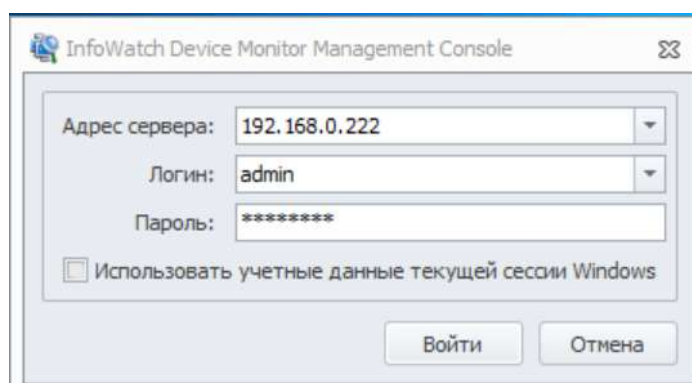 InfoWatch Device Monitor Management Console
Адрес сервера: 192.168.0.222
Логин: admin
Пароль: ********
Использовать учетные данные текущей сессии Windows
Войти Отмена